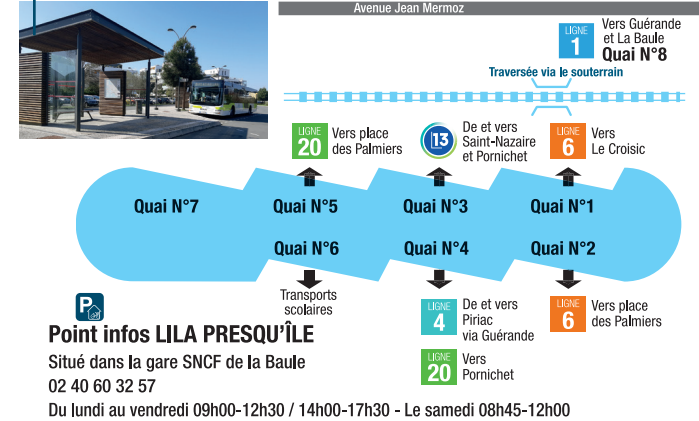 Avenue Jean Mermoz
LIGNE
1
Vers Guérande
et La Baule
Quai N°8
Traversée via le souterrain
LIGNE
20
Vers place
des Palmiers
13
De et vers
Saint-Nazaire
et Pornichet
LIGNE
6
Vers
Le Croisic
Quai N°7
Quai N°5
Quai N°3
Quai N°1
Quai N°6
Quai N°4
Quai N°2
Transports
scolaires
LIGNE
4
De et vers
Piriac
via Guérande
LIGNE
6
Vers place
des Palmiers
LIGNE
20
Vers
Pornichet
P
Point infos LILA PRESQU'ÎLE
Situé dans la gare SNCF de la Baule
02 40 60 32 57
Du lundi au vendredi 09h00-12h30 / 14h00-17h30 - Le samedi 08h45-12h00